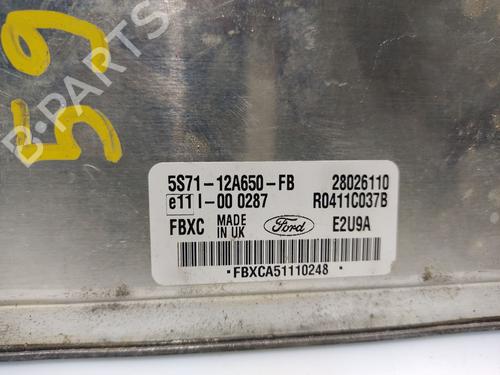 59
B-PARTS
5S71-12A650-FB 28026110
e11 I-00 0287 R0411C037B
FBXC MADE IN UK Ford E2U9A
*FBXCA51110248*